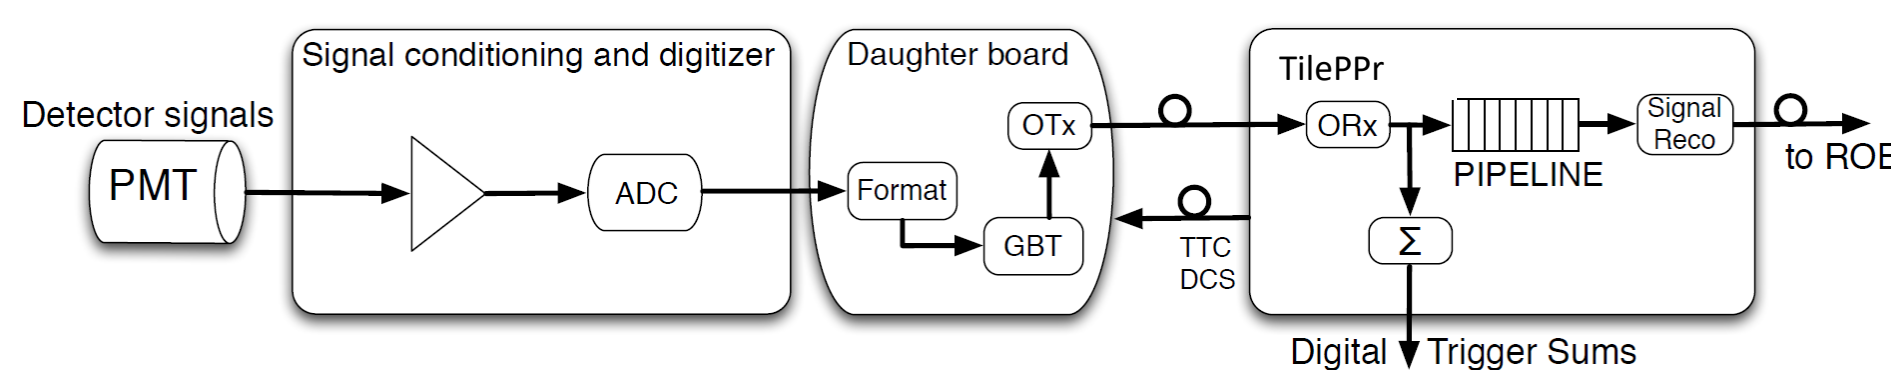 Detector signals
PMT
Signal conditioning and digitizer
ADC
Daughter board
Format
GBT
OTx
TTC
DCS
TilePPr
ORx
PIPELINE
Signal
Reco
Σ
to ROE
Digital Trigger Sums